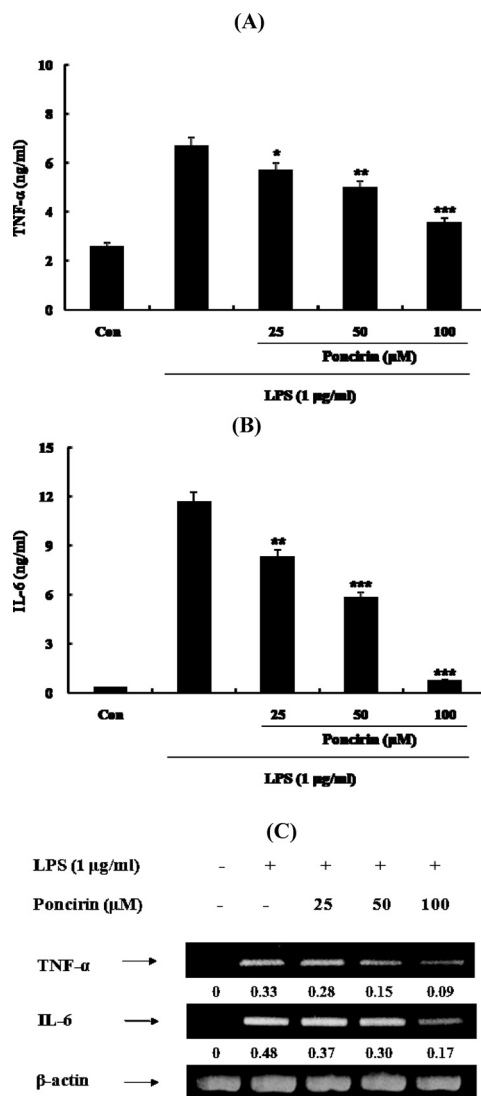 (A)
10
8
6
4
2
0
TNF-α (ng/ml)
*
**
***
Con
25
50
100
Poncirin (μM)
LPS (1 μg/ml)
(B)
15
12
9
6
3
0
IL-6 (ng/ml)
**
***
***
Con
25
50
100
Poncirin (μM)
LPS (1 μg/ml)
(C)
LPS (1 μg/ml) - + + + +
Poncirin (μM) - - 25 50 100
TNF-α
0 0.33 0.28 0.15 0.09
IL-6
0 0.48 0.37 0.30 0.17
β-actin